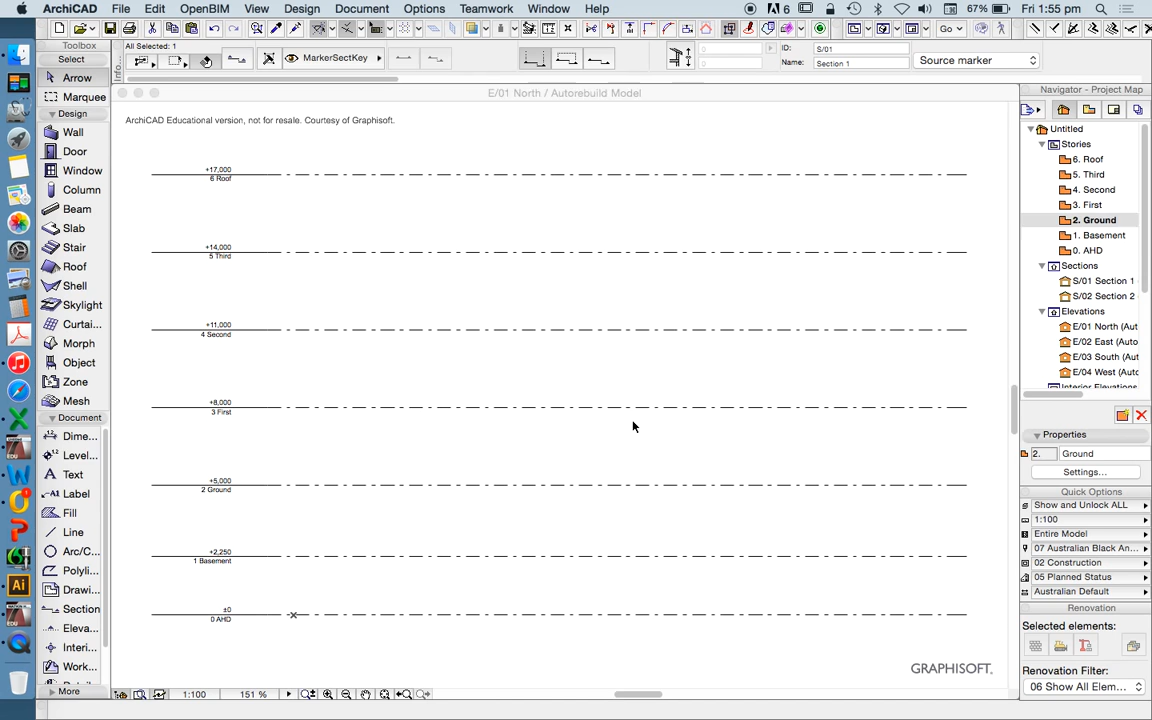 ArchiCAD File Edit View Design Document Options Teamwork Window Help 6 67% Fri 1:55 pm
Toolbox
Select
Arrow
Marquee
Design
Wall
Door
Window
Column
Beam
Slab
Stair
Roof
Shell
Skylight
Curtai...
Morph
Object
Zone
Mesh
Document
Dime...
Level...
Text
Label
Fill
Line
Arc/C...
Polyli...
Drawi...
Section
Eleva...
Interi...
Work...
More
Go
All Selected: 1
MarkerSectKey
ID: S/01
Name: Section 1
Source marker
E/01 North / Autorebuild Model
ArchiCAD Educational version, not for resale. Courtesy of Graphisoft.
+17,000
6 Roof
+14,000
5 Third
+11,000
4 Second
+8,000
3 First
+5,000
2 Ground
+2,250
1 Basement
±0
0 AHD
GRAPHISOFT.
1:100 151 %
Navigator - Project Map
Untitled
Stories
6. Roof
5. Third
4. Second
3. First
2. Ground
1. Basement
0. AHD
Sections
S/01 Section 1
S/02 Section 2
Elevations
E/01 North (Aut
E/02 East (Auto
E/03 South (Aut
E/04 West (Autc
Interior Elevations
Properties
2. Ground
Settings...
Quick Options
Show and Unlock ALL
1:100
Entire Model
07 Australian Black An...
02 Construction
05 Planned Status
Australian Default
Renovation
Selected elements:
Renovation Filter:
06 Show All Elem...